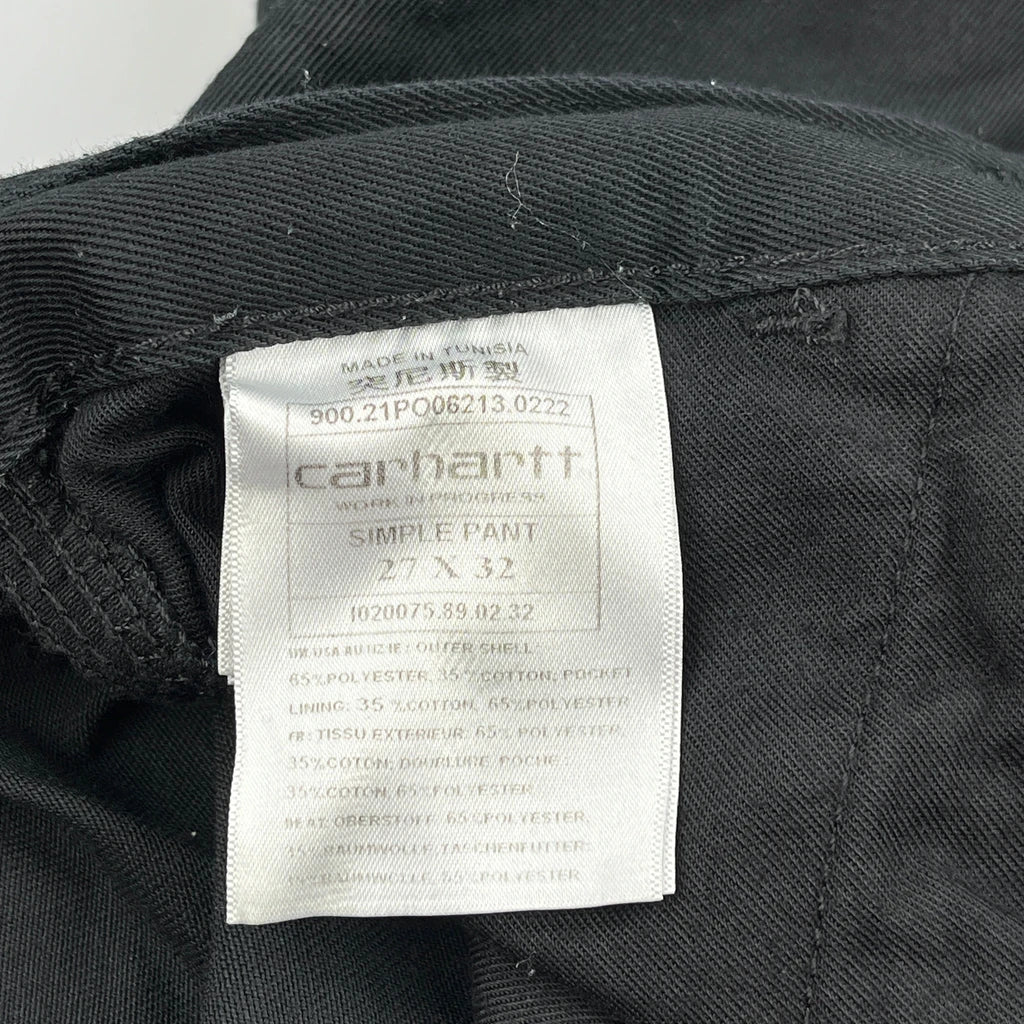 MADE IN TUNISIA
突尼斯製
900.21PO06213.0222
carhartt
WORK IN PROGRESS
SIMPLE PANT
27 X 32
I020075.89.02.32
UK USA AU NZ IE: OUTER SHELL:
65%POLYESTER, 35%COTTON; POCKET
LINING: 35 %COTTON, 65%POLYESTER
FR: TISSU EXTERIEUR: 65% POLYESTER,
35%COTON; DOUBLURE POCHE:
35%COTON, 65%POLYESTER
DE AT: OBERSTOFF: 65%POLYESTER,
35%BAUMWOLLE; TASCHENFUTTER:
35%BAUMWOLLE, 65%POLYESTER